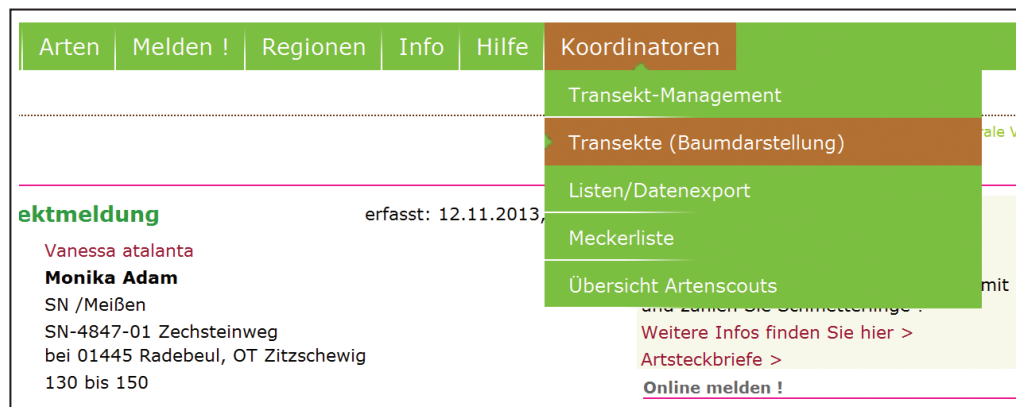 Arten Melden ! Regionen Info Hilfe Koordinatoren
Transekt-Management
Transekte (Baumdarstellung)
rale V
Listen/Datenexport
Meckerliste
Übersicht Artenscouts
ektmeldung erfasst: 12.11.2013,
Vanessa atalanta
Monika Adam
SN /Meißen
SN-4847-01 Zechsteinweg
bei 01445 Radebeul, OT Zitzschewig
130 bis 150
mit
und zählen Sie Schmetterlinge !
Weitere Infos finden Sie hier >
Artsteckbriefe >
Online melden !